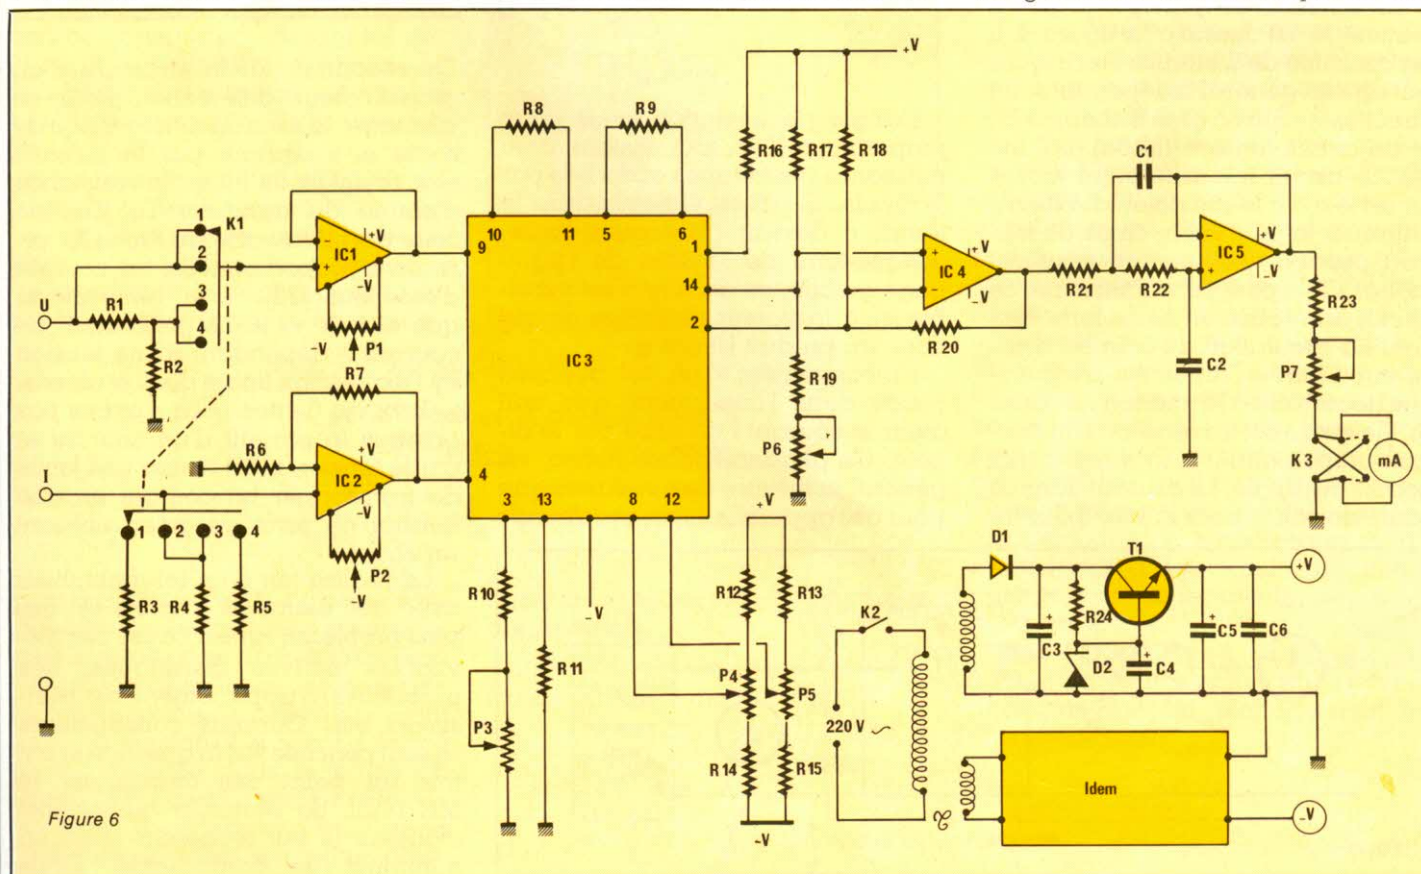 R8
R9
R16
R17
R18
+V
C1
10
11
5
6
9
1
14
2
IC3
4
3
13
8
12
1
K1
2
3
4
U
R1
R2
-
+
IC1
+V
-V
-V
P1
R7
R6
-
+
IC2
+V
-V
P2
-V
I
1
2
3
4
R3
R4
R5
+
-
IC4
+V
-V
R20
R21
R22
-
+
IC5
+V
-V
C2
R23
P7
K3
mA
R19
P6
R10
R11
-V
P3
+V
R12
R13
P4
P5
R14
R15
-V
K2
220 V ~
D1
T1
+V
+
C3
R24
D2
+
C4
+
C5
C6
Idem
-V
Figure 6